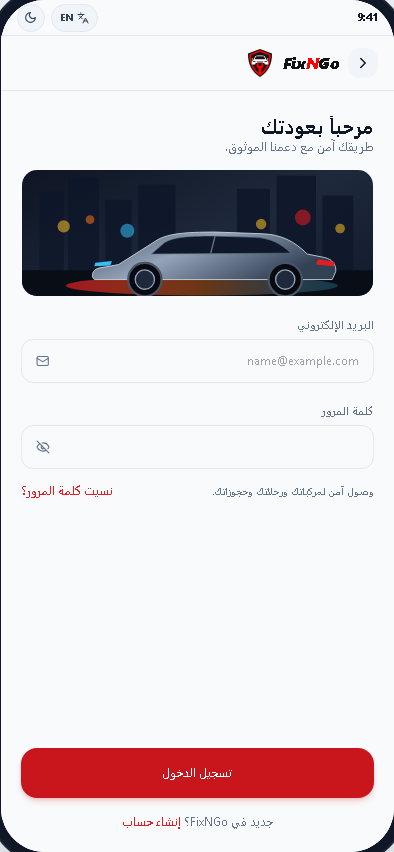 9:41
EN
FixNGo
مرحباً بعودتك
طريقك آمن مع دعمنا الموثوق.
البريد الإلكتروني
name@example.com
كلمة المرور
وصول آمن لمركباتك ورحلاتك وحجوزاتك.
نسيت كلمة المرور؟
تسجيل الدخول
جديد في FixNGo؟ إنشاء حساب